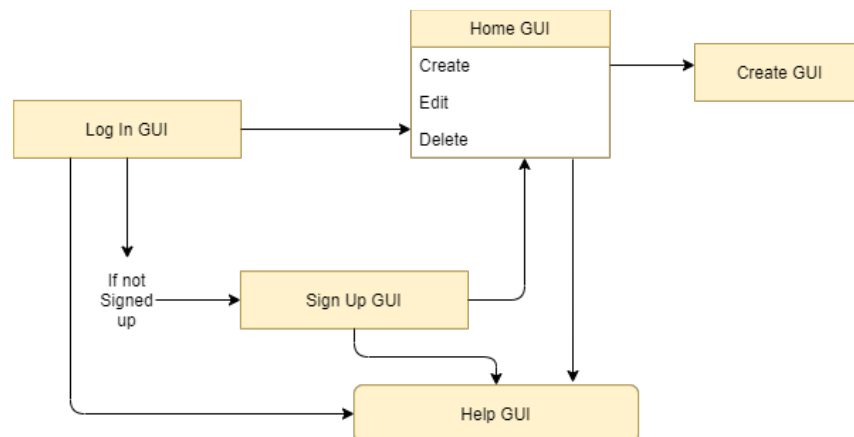 Home GUI
Create
Edit
Delete
Create GUI
Log In GUI
If not
Signed
up
Sign Up GUI
Help GUI